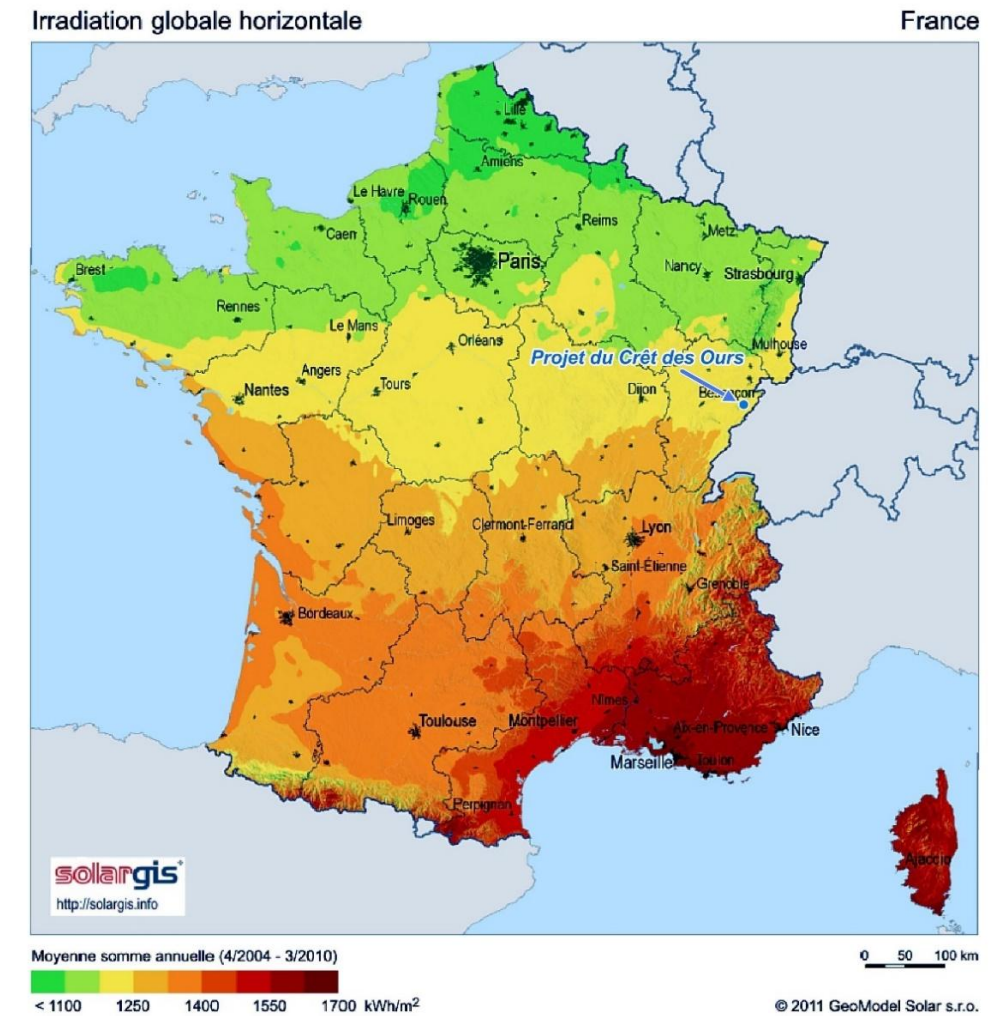 Irradiation globale horizontale
France
Lille
Amiens
Le Havre
Rouen
Reims
Caen
Metz
Paris
Nancy
Strasbourg
Brest
Rennes
Le Mans
Orléans
Mulhouse
Projet du Crêt des Ours
Angers
Tours
Nantes
Dijon
Besançon
Limoges
Clermont-Ferrand
Lyon
Saint-Étienne
Grenoble
Bordeaux
Nîmes
Toulouse
Montpellier
Aix-en-Provence
Nice
Marseille
Toulon
Perpignan
Ajaccio
solargis
http://solargis.info
Moyenne somme annuelle (4/2004 - 3/2010)
0 50 100 km
< 1100 1250 1400 1550 1700 kWh/m²
© 2011 GeoModel Solar s.r.o.